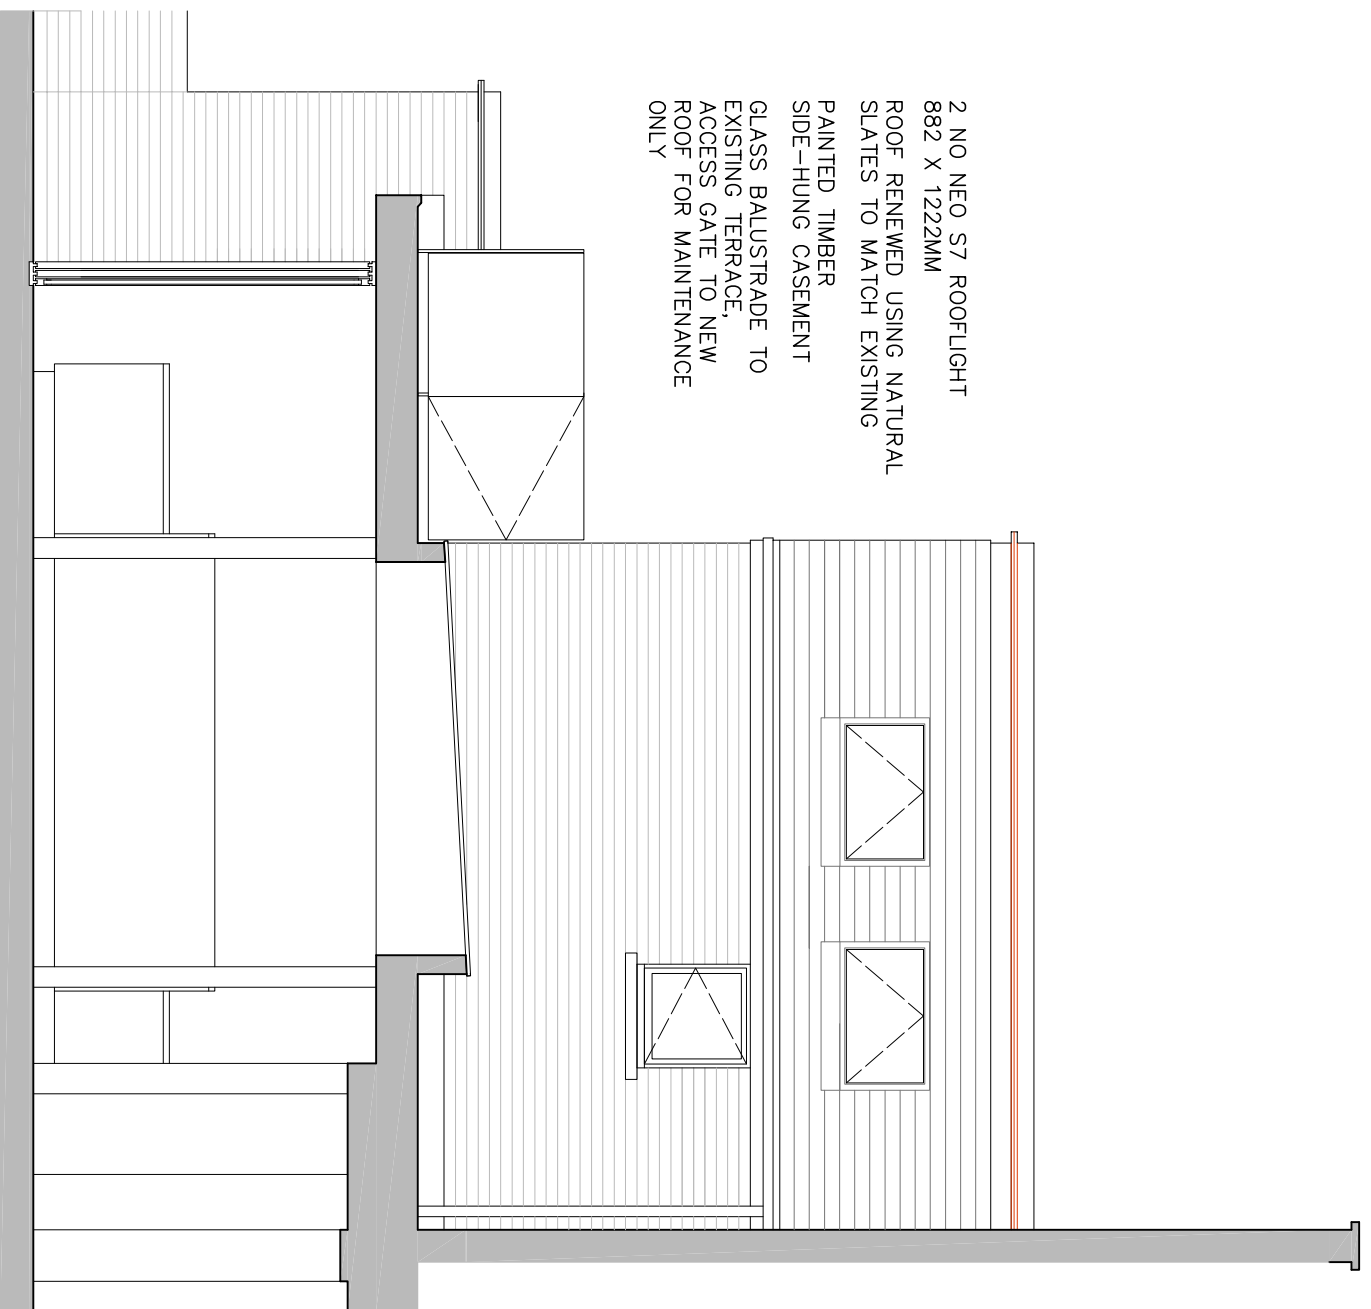 2 NO NEO S7 ROOFLIGHT
882 X 1222MM
ROOF RENEWED USING NATURAL
SLATES TO MATCH EXISTING
PAINTED TIMBER
SIDE-HUNG CASEMENT
GLASS BALUSTRADE TO
EXISTING TERRACE,
ACCESS GATE TO NEW
ROOF FOR MAINTENANCE
ONLY